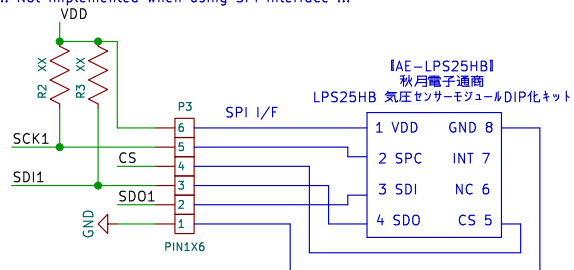 VDD
XX
R2
XX
R3
P3
6
5
4
3
2
1
PIN1X6
SCK1
CS
SDI1
SDO1
GND
SPI I/F
[AE-LPS25HB]
秋月電子通商
LPS25HB 気圧センサーモジュールDIP化キット
1 VDD GND 8
2 SPC INT 7
3 SDI NC 6
4 SDO CS 5